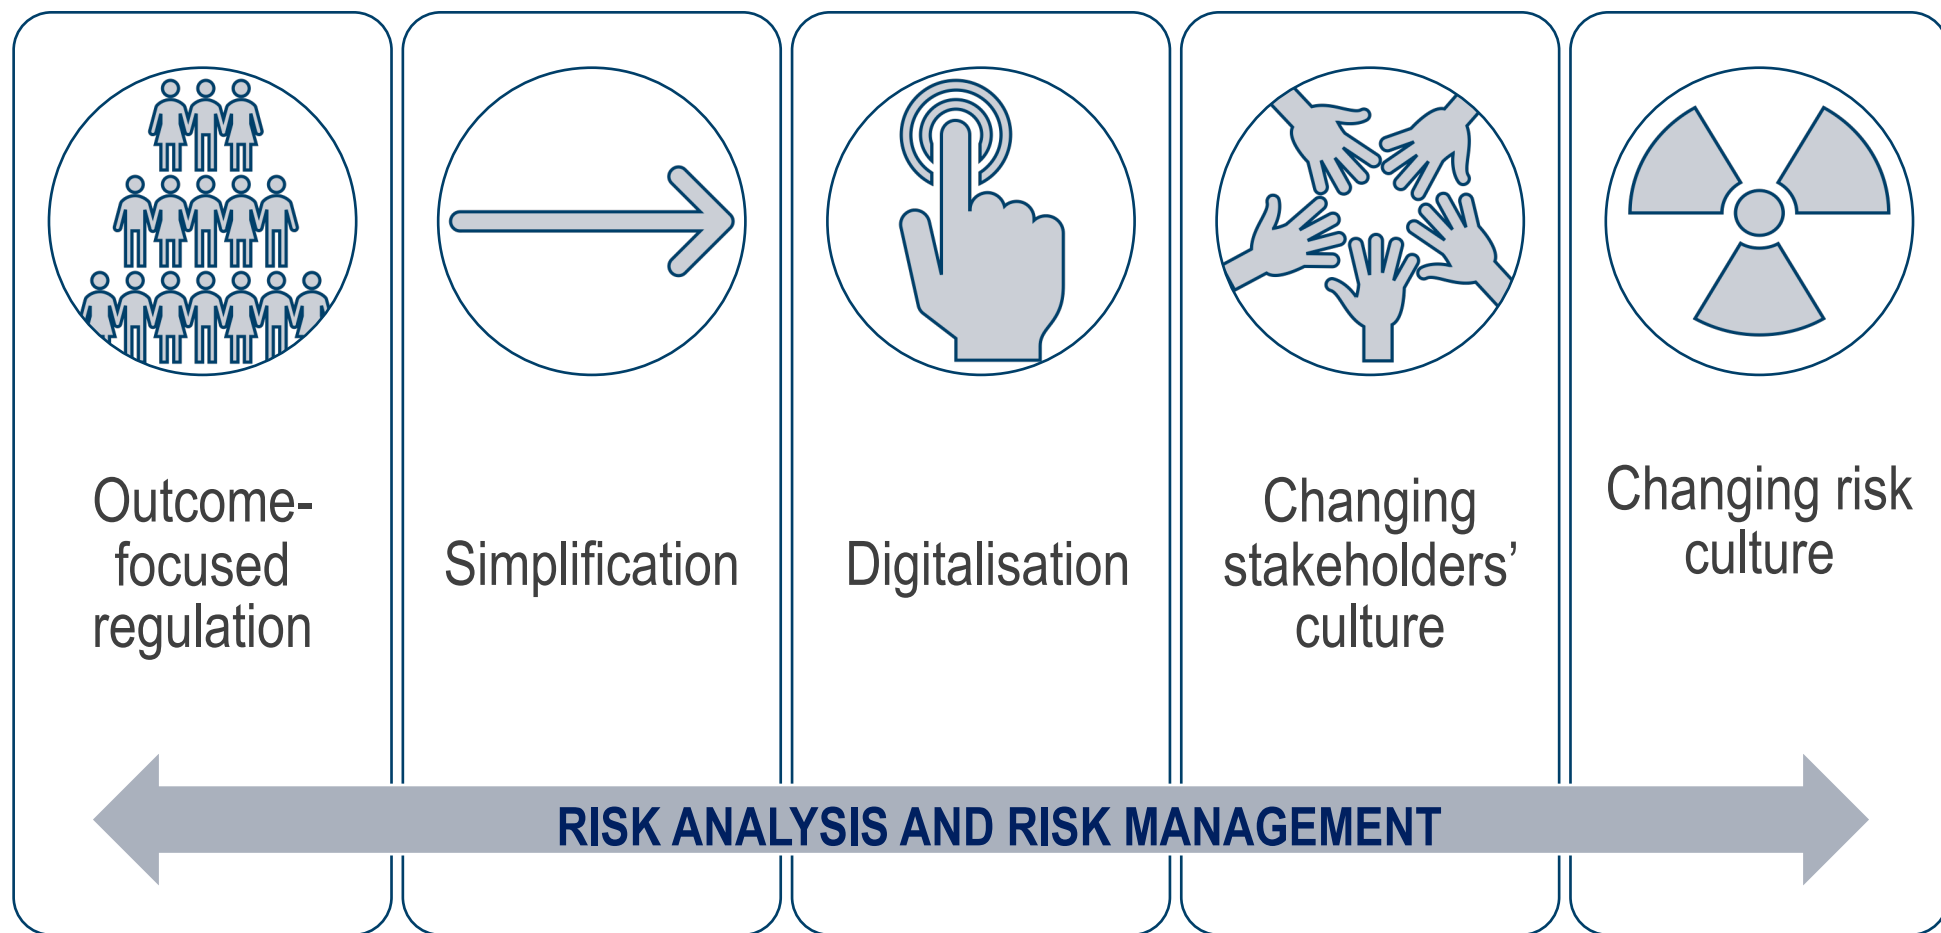 Outcome-
focused
regulation
Simplification
Digitalisation
Changing
stakeholders’
culture
Changing risk
culture
RISK ANALYSIS AND RISK MANAGEMENT